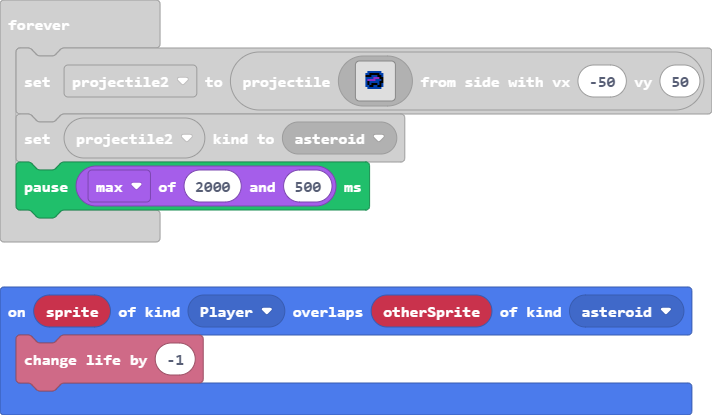 forever
set projectile2 to projectile from side with vx -50 vy 50
set projectile2 kind to asteroid
pause max of 2000 and 500 ms
on sprite of kind Player overlaps otherSprite of kind asteroid
change life by -1